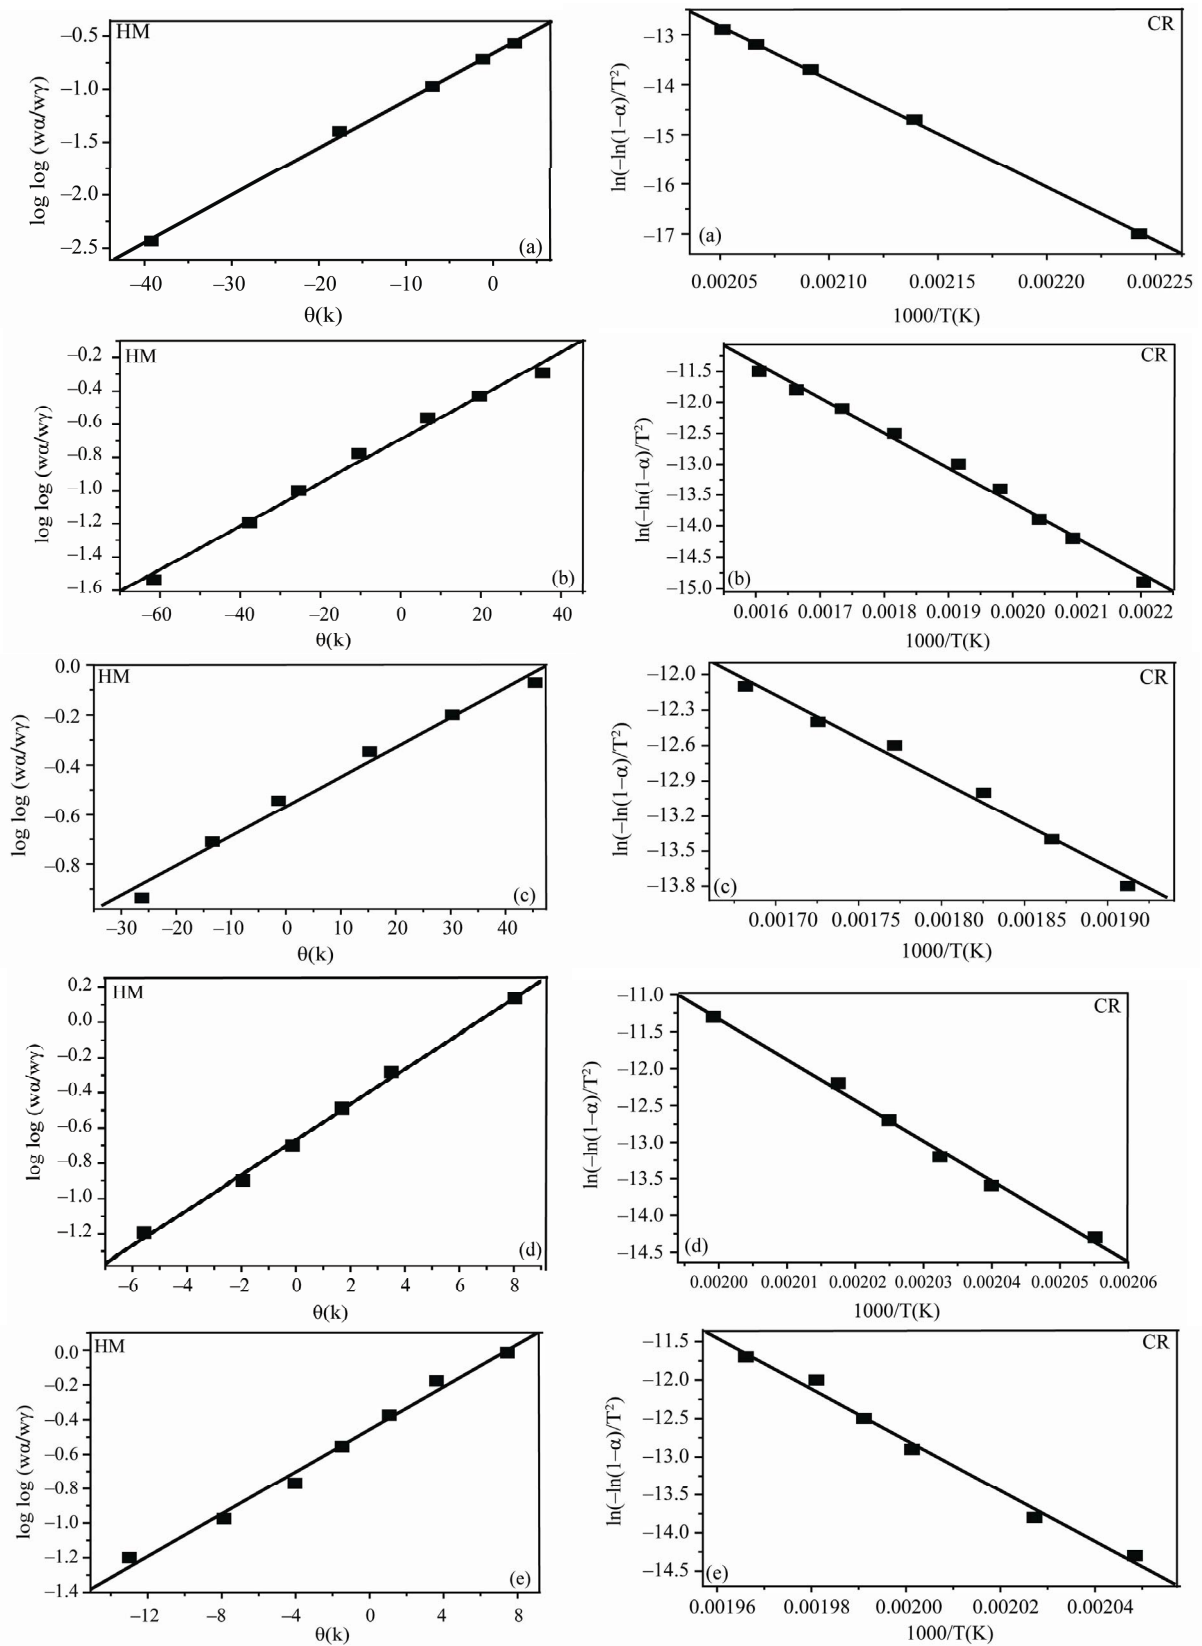 HM
log log (wα/wγ)
−0.5
−1.0
−1.5
−2.0
−2.5
(a)
−40 −30 −20 −10 0
θ(k)
CR
ln(−ln(1−α)/T²)
−13
−14
−15
−16
−17
(a)
0.00205 0.00210 0.00215 0.00220 0.00225
1000/T(K)
HM
log log (wα/wγ)
−0.2
−0.4
−0.6
−0.8
−1.0
−1.2
−1.4
−1.6
(b)
−60 −40 −20 0 20 40
θ(k)
CR
ln(−ln(1−α)/T²)
−11.5
−12.0
−12.5
−13.0
−13.5
−14.0
−14.5
−15.0
(b)
0.0016 0.0017 0.0018 0.0019 0.0020 0.0021 0.0022
1000/T(K)
HM
log log (wα/wγ)
0.0
−0.2
−0.4
−0.6
−0.8
(c)
−30 −20 −10 0 10 20 30 40
θ(k)
CR
ln(−ln(1−α)/T²)
−12.0
−12.3
−12.6
−12.9
−13.2
−13.5
−13.8
(c)
0.00170 0.00175 0.00180 0.00185 0.00190
1000/T(K)
HM
log log (wα/wγ)
0.2
0.0
−0.2
−0.4
−0.6
−0.8
−1.0
−1.2
(d)
−6 −4 −2 0 2 4 6 8
θ(k)
CR
ln(−ln(1−α)/T²)
−11.0
−11.5
−12.0
−12.5
−13.0
−13.5
−14.0
−14.5
(d)
0.00200 0.00201 0.00202 0.00203 0.00204 0.00205 0.00206
1000/T(K)
HM
log log (wα/wγ)
0.0
−0.2
−0.4
−0.6
−0.8
−1.0
−1.2
−1.4
(e)
−12 −8 −4 0 4 8
θ(k)
CR
ln(−ln(1−α)/T²)
−11.5
−12.0
−12.5
−13.0
−13.5
−14.0
−14.5
(e)
0.00196 0.00198 0.00200 0.00202 0.00204
1000/T(K)